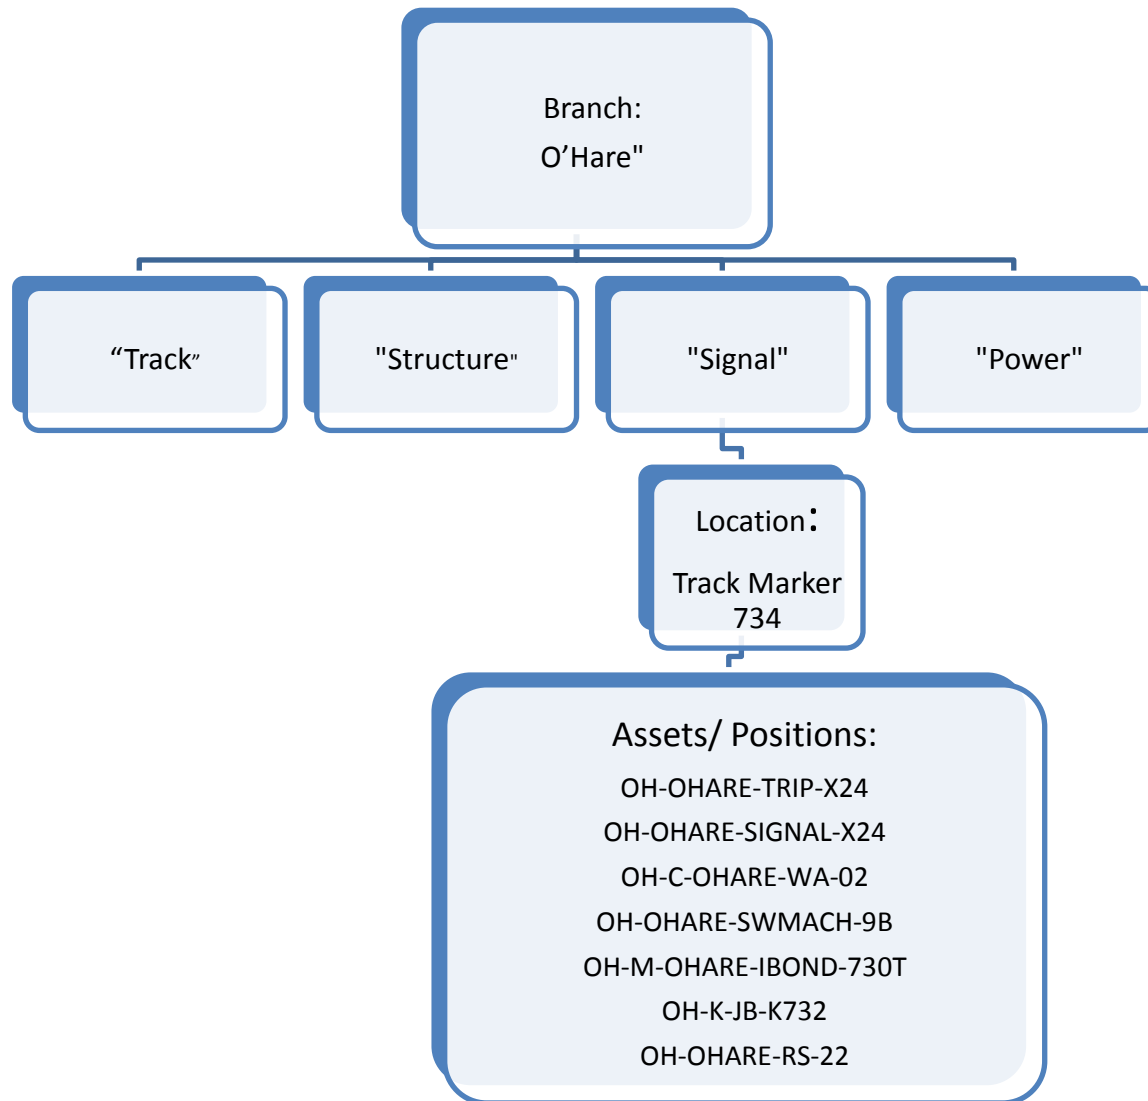 Branch:
O’Hare"
“Track”
"Structure"
"Signal"
"Power"
Location:
Track Marker
734
Assets/ Positions:
OH-OHARE-TRIP-X24
OH-OHARE-SIGNAL-X24
OH-C-OHARE-WA-02
OH-OHARE-SWMACH-9B
OH-M-OHARE-IBOND-730T
OH-K-JB-K732
OH-OHARE-RS-22